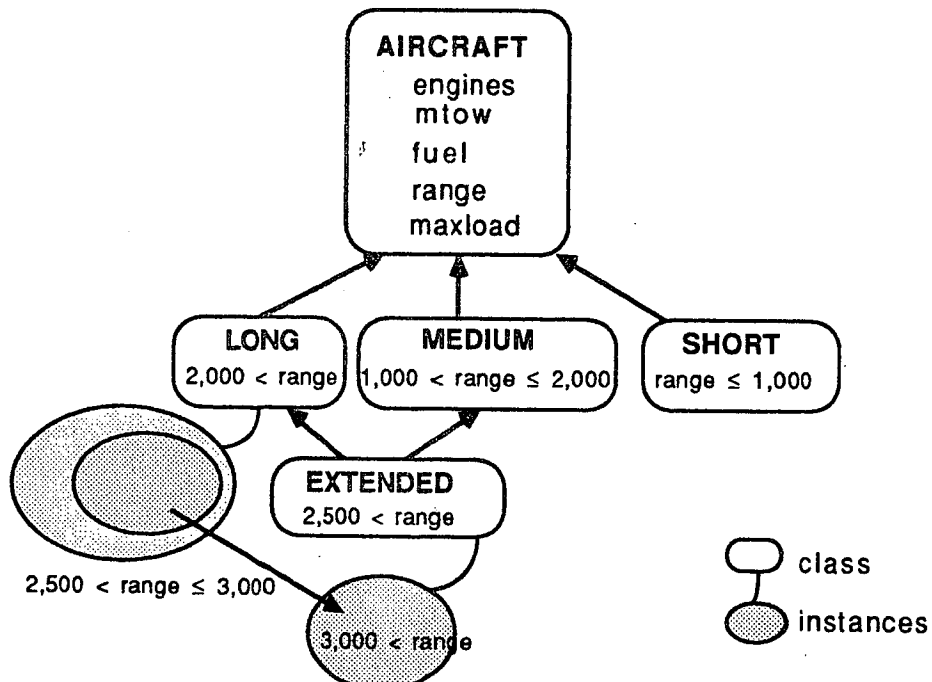 AIRCRAFT
engines
mtow
fuel
range
maxload
LONG
2,000 < range
MEDIUM
1,000 < range ≤ 2,000
SHORT
range ≤ 1,000
EXTENDED
2,500 < range
2,500 < range ≤ 3,000
3,000 < range
class
instances